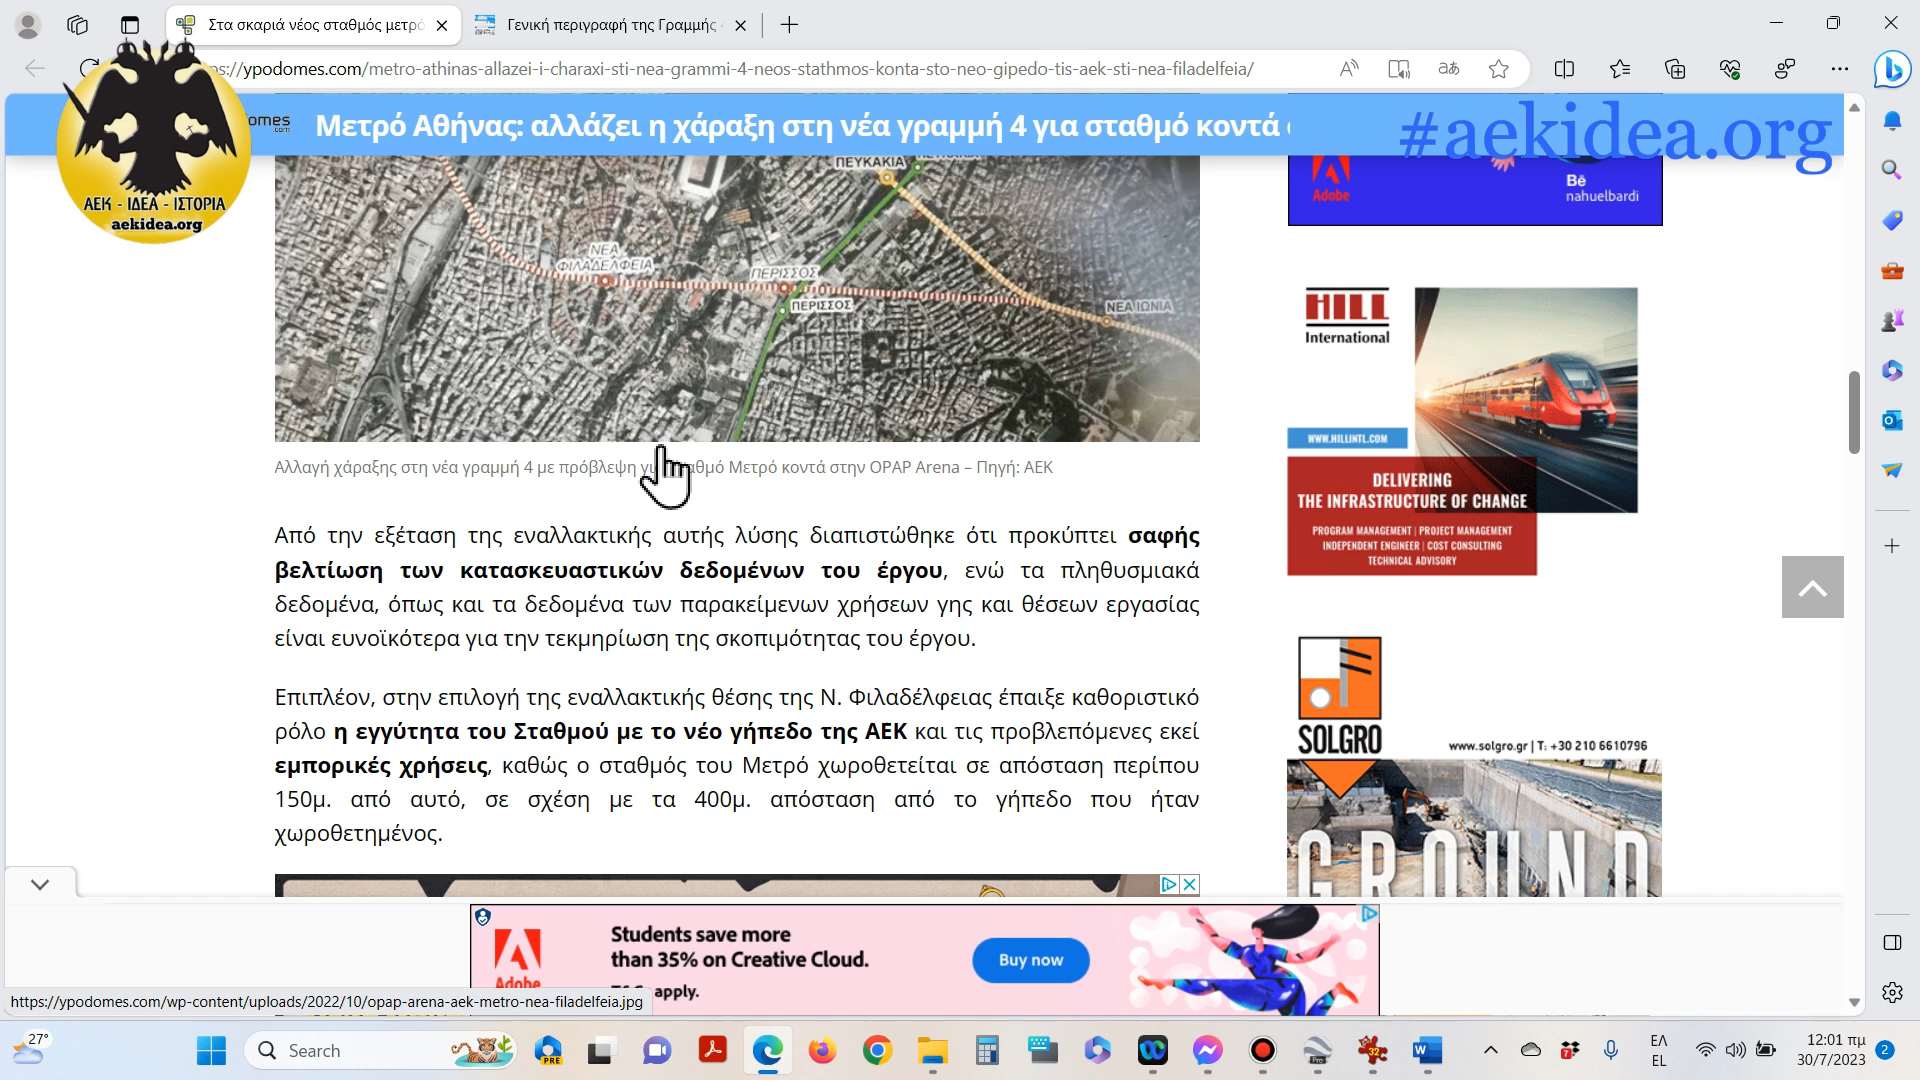 Στα σκαριά νέος σταθμός μετρό
Γενική περιγραφή της Γραμμής
s://ypodomes.com/metro-athinas-allazei-i-charaxi-sti-nea-grammi-4-neos-stathmos-konta-sto-neo-gipedo-tis-aek-sti-nea-filadelfeia/
omes
.com
Μετρό Αθήνας: αλλάζει η χάραξη στη νέα γραμμή 4 για σταθμό κοντά
#aekidea.org
ΑΕΚ - ΙΔΕΑ - ΙΣΤΟΡΙΑ
aekidea.org
ΠΕΥΚΑΚΙΑ
ΝΕΑ
ΦΙΛΑΔΕΛΦΕΙΑ
ΠΕΡΙΣΣΟΣ
ΠΕΡΙΣΣΟΣ
ΝΕΑ ΙΩΝΙΑ
Αλλαγή χάραξης στη νέα γραμμή 4 με πρόβλεψη για σταθμό Μετρό κοντά στην OPAP Arena – Πηγή: ΑΕΚ
Από την εξέταση της εναλλακτικής αυτής λύσης διαπιστώθηκε ότι προκύπτει σαφής
βελτίωση των κατασκευαστικών δεδομένων του έργου, ενώ τα πληθυσμιακά
δεδομένα, όπως και τα δεδομένα των παρακείμενων χρήσεων γης και θέσεων εργασίας
είναι ευνοϊκότερα για την τεκμηρίωση της σκοπιμότητας του έργου.
Επιπλέον, στην επιλογή της εναλλακτικής θέσης της Ν. Φιλαδέλφειας έπαιξε καθοριστικό
ρόλο η εγγύτητα του Σταθμού με το νέο γήπεδο της ΑΕΚ και τις προβλεπόμενες εκεί
εμπορικές χρήσεις, καθώς ο σταθμός του Μετρό χωροθετείται σε απόσταση περίπου
150μ. από αυτό, σε σχέση με τα 400μ. απόσταση από το γήπεδο που ήταν
χωροθετημένος.
Adobe
Bē
nahuelbardi
HILL
International
WWW.HILLINTL.COM
DELIVERING
THE INFRASTRUCTURE OF CHANGE
PROGRAM MANAGEMENT | PROJECT MANAGEMENT
INDEPENDENT ENGINEER | COST CONSULTING
TECHNICAL ADVISORY
SOLGRO
www.solgro.gr | T: +30 210 6610796
GROUND
Adobe
Students save more
than 35% on Creative Cloud.
apply.
Buy now
https://ypodomes.com/wp-content/uploads/2022/10/opap-arena-aek-metro-nea-filadelfeia.jpg
27°
Search
PRE
Pro
32
7
ΕΛ
EL
12:01 πμ
30/7/2023
2